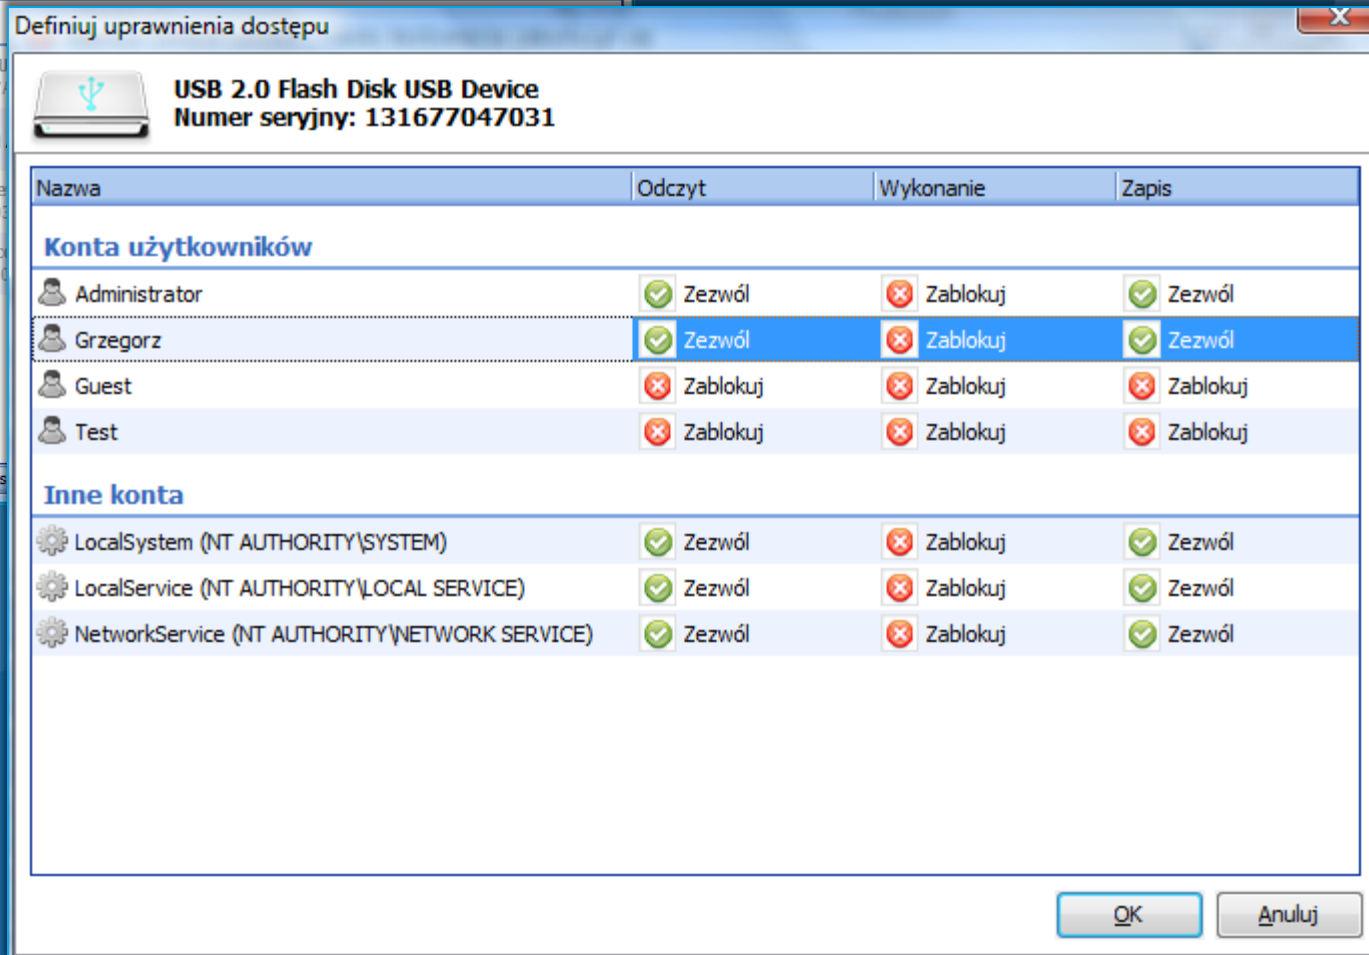 Definiuj uprawnienia dostępu
USB 2.0 Flash Disk USB Device
Numer seryjny: 131677047031
Nazwa Odczyt Wykonanie Zapis
Konta użytkowników
Administrator Zezwól Zablokuj Zezwól
Grzegorz Zezwól Zablokuj Zezwól
Guest Zablokuj Zablokuj Zablokuj
Test Zablokuj Zablokuj Zablokuj
Inne konta
LocalSystem (NT AUTHORITY\SYSTEM) Zezwól Zablokuj Zezwól
LocalService (NT AUTHORITY\LOCAL SERVICE) Zezwól Zablokuj Zezwól
NetworkService (NT AUTHORITY\NETWORK SERVICE) Zezwól Zablokuj Zezwól
OK Anuluj